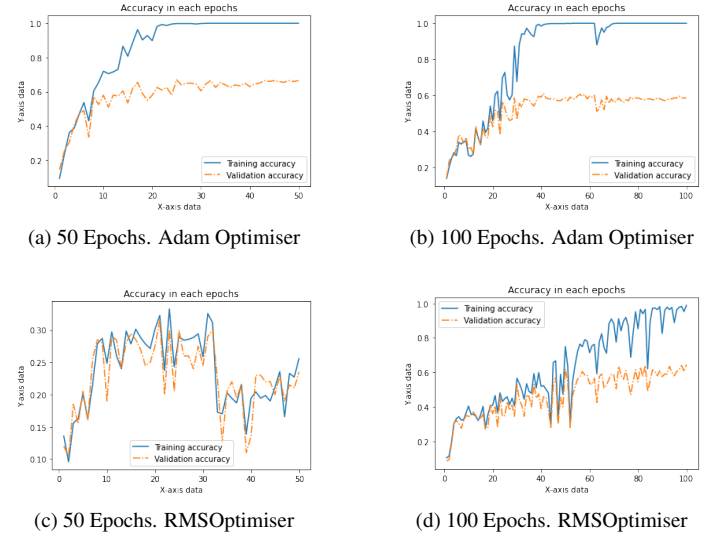 Accuracy in each epochs
1.0
0.8
0.6
0.4
0.2
Y axis data
Training accuracy
Validation accuracy
0 10 20 30 40 50
X-axis data
(a) 50 Epochs. Adam Optimiser
Accuracy in each epochs
1.0
0.8
0.6
0.4
0.2
Y axis data
Training accuracy
Validation accuracy
0 20 40 60 80 100
X-axis data
(b) 100 Epochs. Adam Optimiser
Accuracy in each epochs
0.30
0.25
0.20
0.15
0.10
Y-axis data
Training accuracy
Validation accuracy
0 10 20 30 40 50
X-axis data
(c) 50 Epochs. RMSOptimiser
Accuracy in each epochs
1.0
0.8
0.6
0.4
0.2
Y-axis data
Training accuracy
Validation accuracy
0 20 40 60 80 100
X-axis data
(d) 100 Epochs. RMSOptimiser